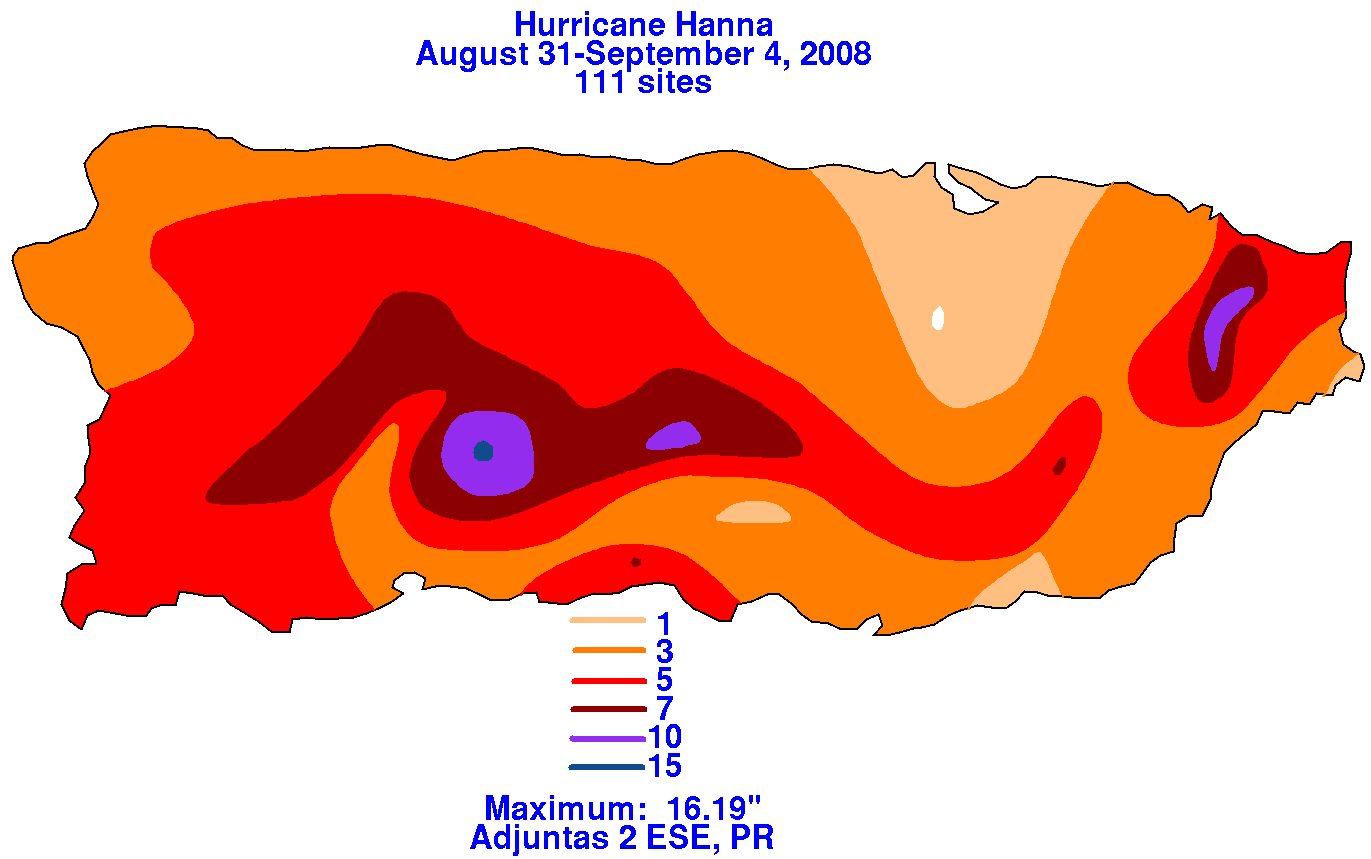 Hurricane Hanna
August 31-September 4, 2008
111 sites
1
3
5
7
10
15
Maximum:  16.19"
Adjuntas 2 ESE, PR